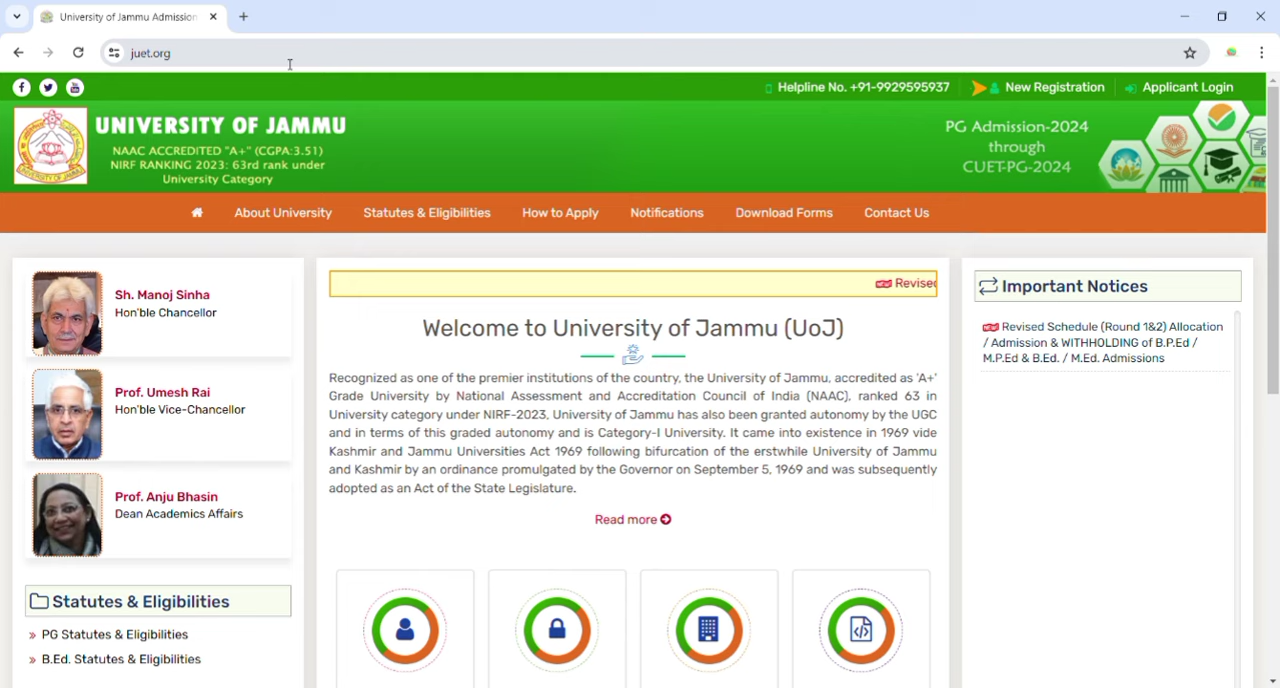 University of Jammu Admission
juet.org
Helpline No. +91-9929595937
New Registration
Applicant Login
UNIVERSITY OF JAMMU
NAAC ACCREDITED "A+" (CGPA:3.51)
NIRF RANKING 2023: 63rd rank under
University Category
PG Admission-2024
through
CUET-PG-2024
About University
Statutes & Eligibilities
How to Apply
Notifications
Download Forms
Contact Us
Sh. Manoj Sinha
Hon'ble Chancellor
Prof. Umesh Rai
Hon'ble Vice-Chancellor
Prof. Anju Bhasin
Dean Academics Affairs
Statutes & Eligibilities
PG Statutes & Eligibilities
B.Ed. Statutes & Eligibilities
Revised
Welcome to University of Jammu (UoJ)
Recognized as one of the premier institutions of the country, the University of Jammu, accredited as 'A+'
Grade University by National Assessment and Accreditation Council of India (NAAC), ranked 63 in
University category under NIRF-2023, University of Jammu has also been granted autonomy by the UGC
and in terms of this graded autonomy and is Category-I University. It came into existence in 1969 vide
Kashmir and Jammu Universities Act 1969 following bifurcation of the erstwhile University of Jammu
and Kashmir by an ordinance promulgated by the Governor on September 5, 1969 and was subsequently
adopted as an Act of the State Legislature.
Read more
Important Notices
Revised Schedule (Round 1&2) Allocation
/ Admission & WITHHOLDING of B.P.Ed /
M.P.Ed & B.Ed. / M.Ed. Admissions